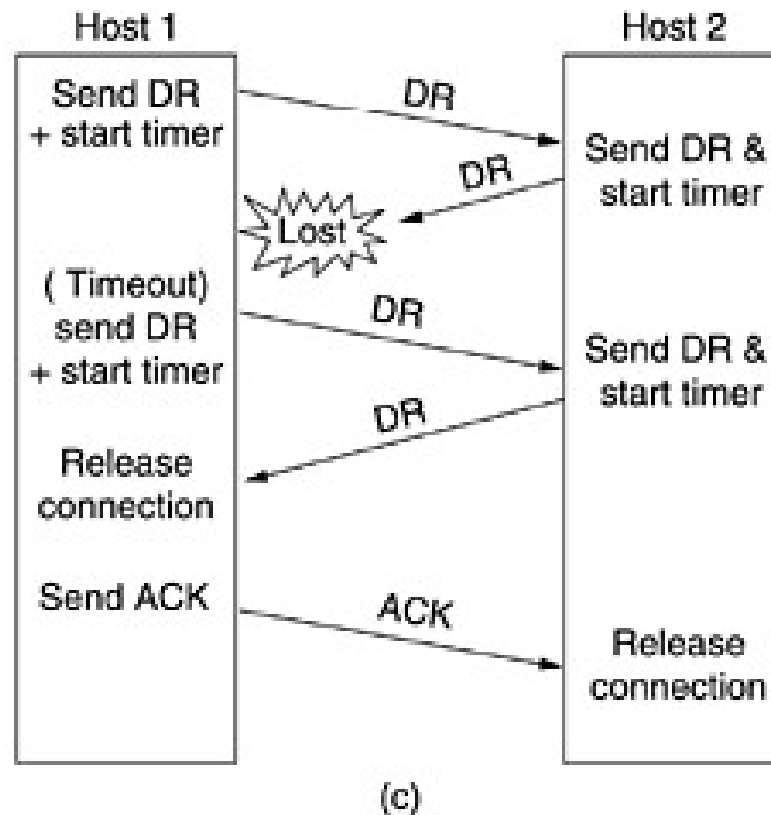 Host 1
Host 2
Send DR
+ start timer
DR
Send DR &
start timer
DR
Lost
( Timeout)
send DR
+ start timer
DR
Send DR &
start timer
DR
Release
connection
Send ACK
ACK
Release
connection
(c)